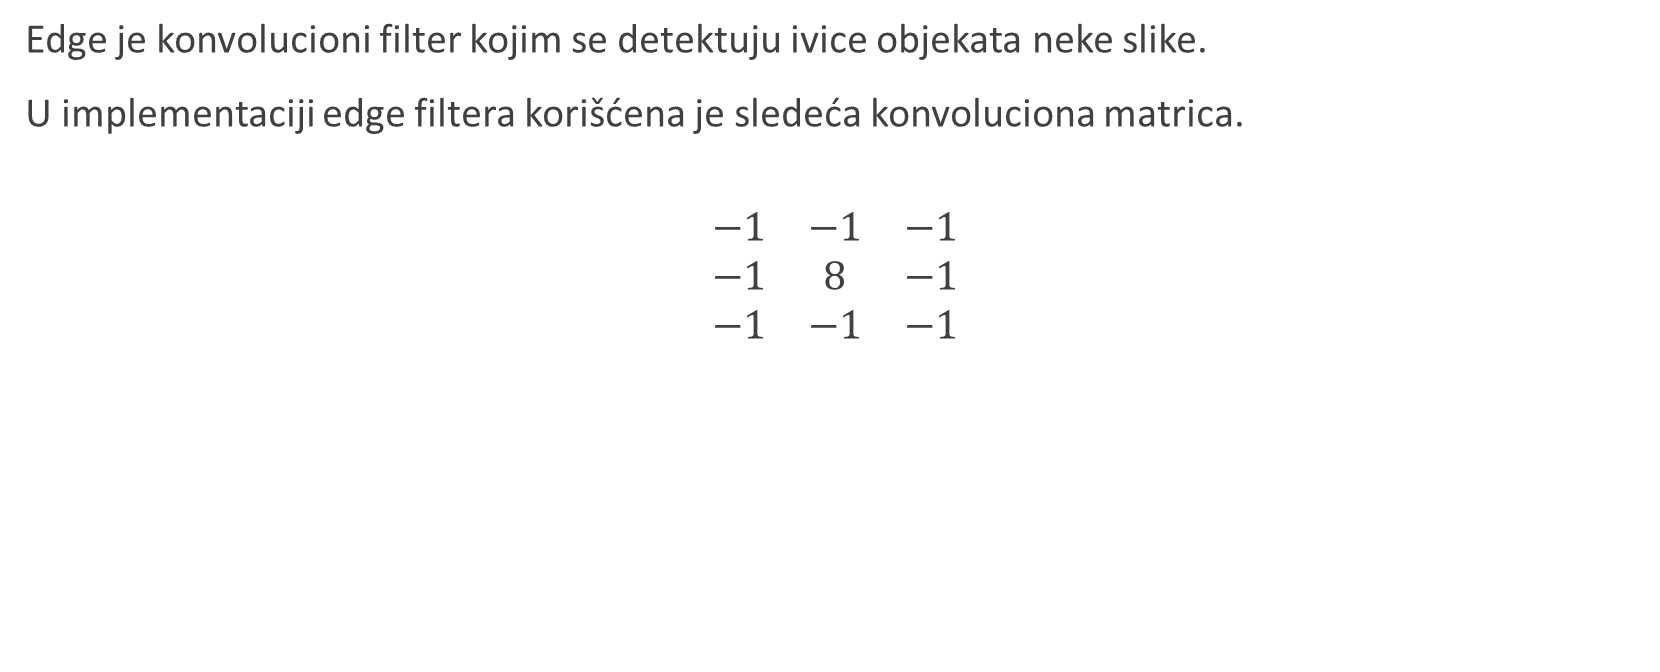 Edge je konvolucioni filter kojim se detektuju ivice objekata neke slike.
U implementaciji edge filtera korišćena je sledeća konvoluciona matrica.
−1 −1 −1
−1 8 −1
−1 −1 −1